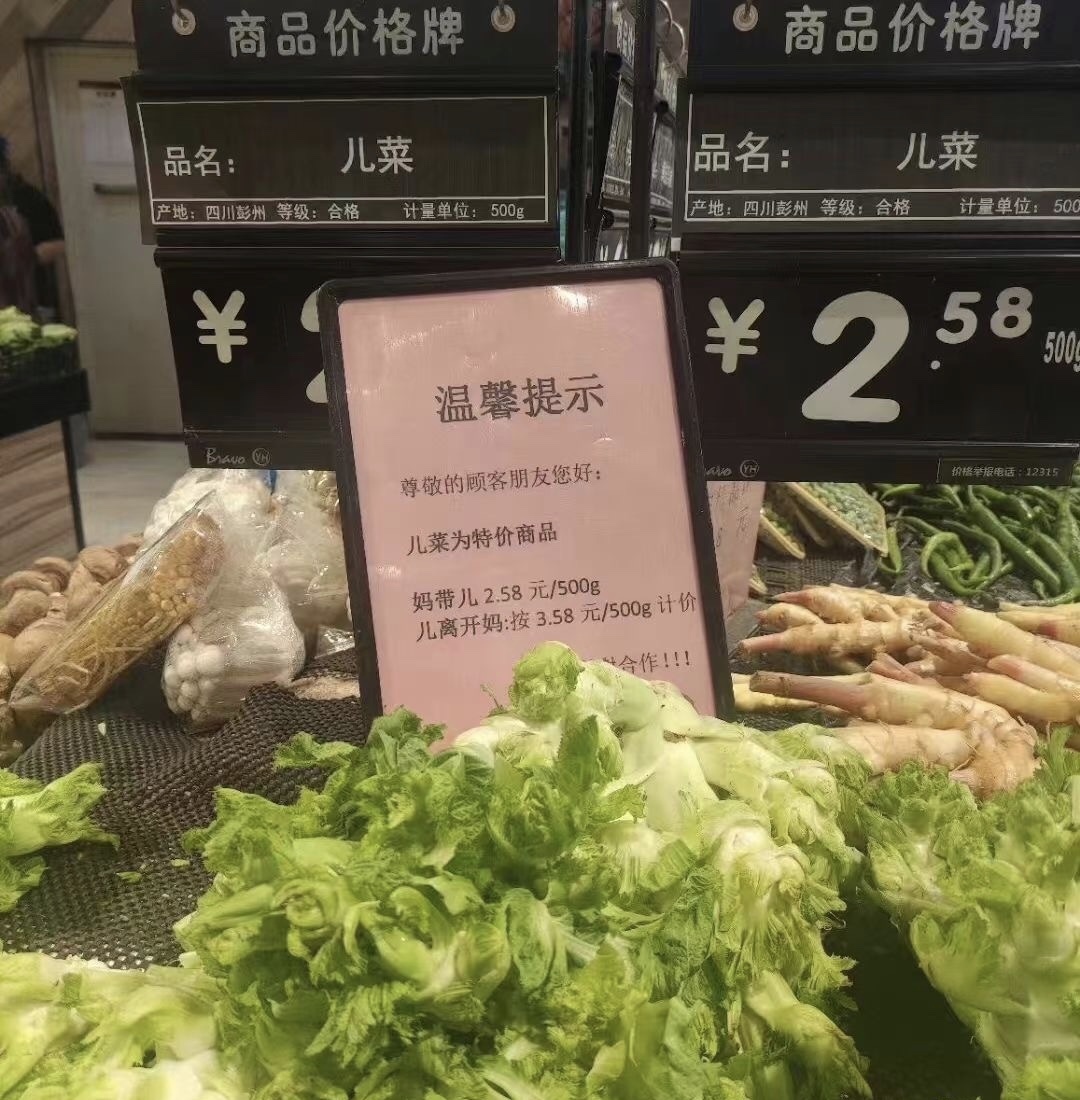 商品价格牌
品名： 儿菜
产地：四川彭州 等级：合格 计量单位：500g
¥
Bravo YH
商品价格牌
品名： 儿菜
产地：四川彭州 等级：合格 计量单位：500
¥ 2.58 500g
avo YH
价格举报电话：12315
温馨提示
尊敬的顾客朋友您好：
儿菜为特价商品
妈带儿 2.58 元/500g
儿离开妈:按 3.58 元/500g 计价
合作!!!